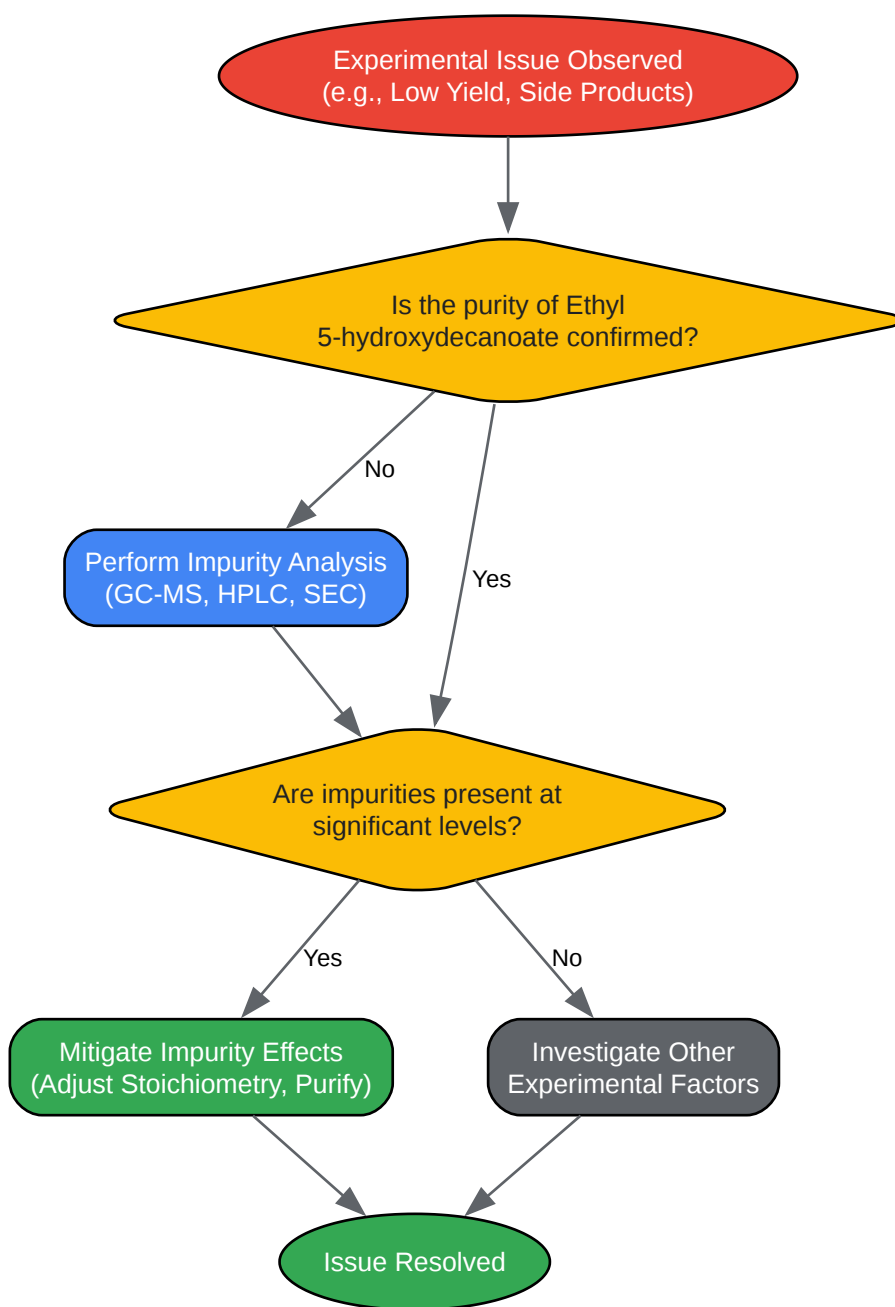 Experimental Issue Observed
(e.g., Low Yield, Side Products)
Is the purity of Ethyl
5-hydroxydecanoate confirmed?
No
Perform Impurity Analysis
(GC-MS, HPLC, SEC)
Yes
Are impurities present at
significant levels?
Yes
No
Mitigate Impurity Effects
(Adjust Stoichiometry, Purify)
Investigate Other
Experimental Factors
Issue Resolved